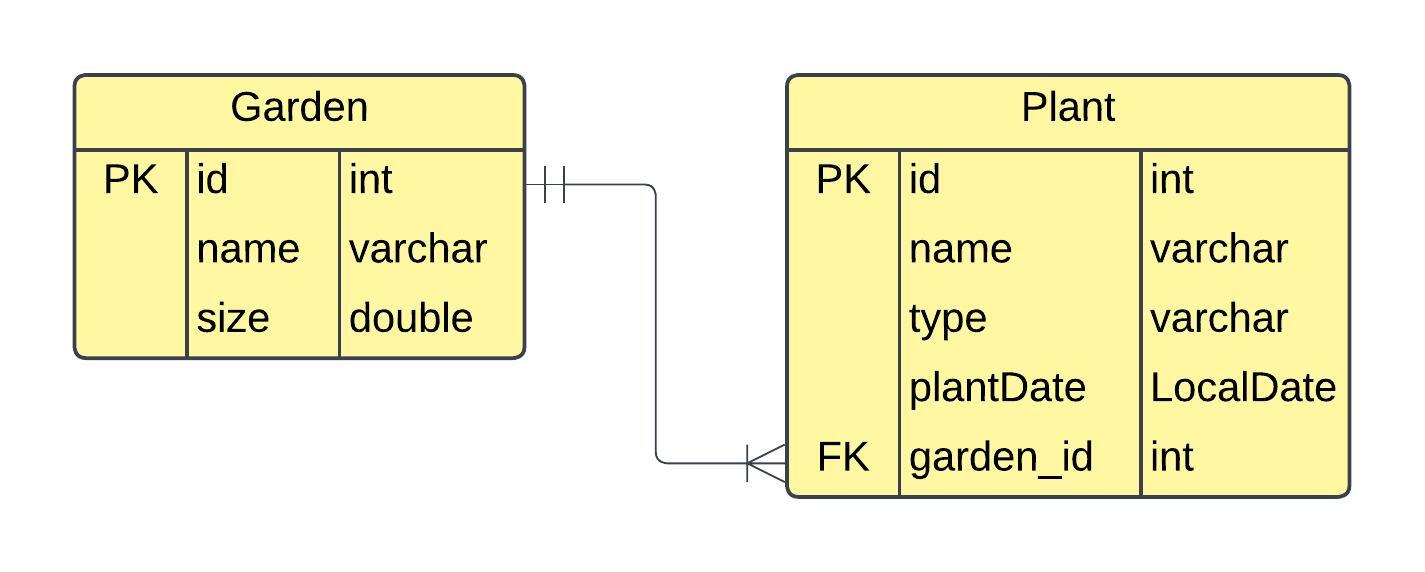 Garden
PK id int
name varchar
size double
Plant
PK id int
name varchar
type varchar
plantDate LocalDate
FK garden_id int